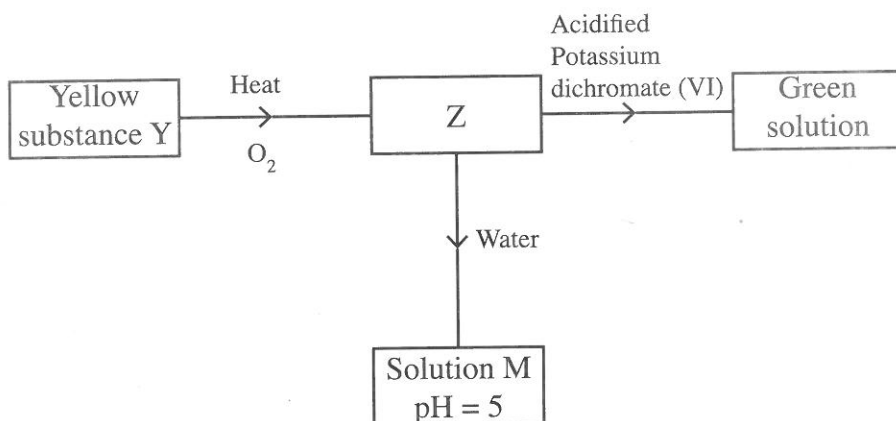 Acidified
Potassium
dichromate (VI)
Yellow
substance Y
Heat
O₂
Z
Green
solution
Water
Solution M
pH = 5